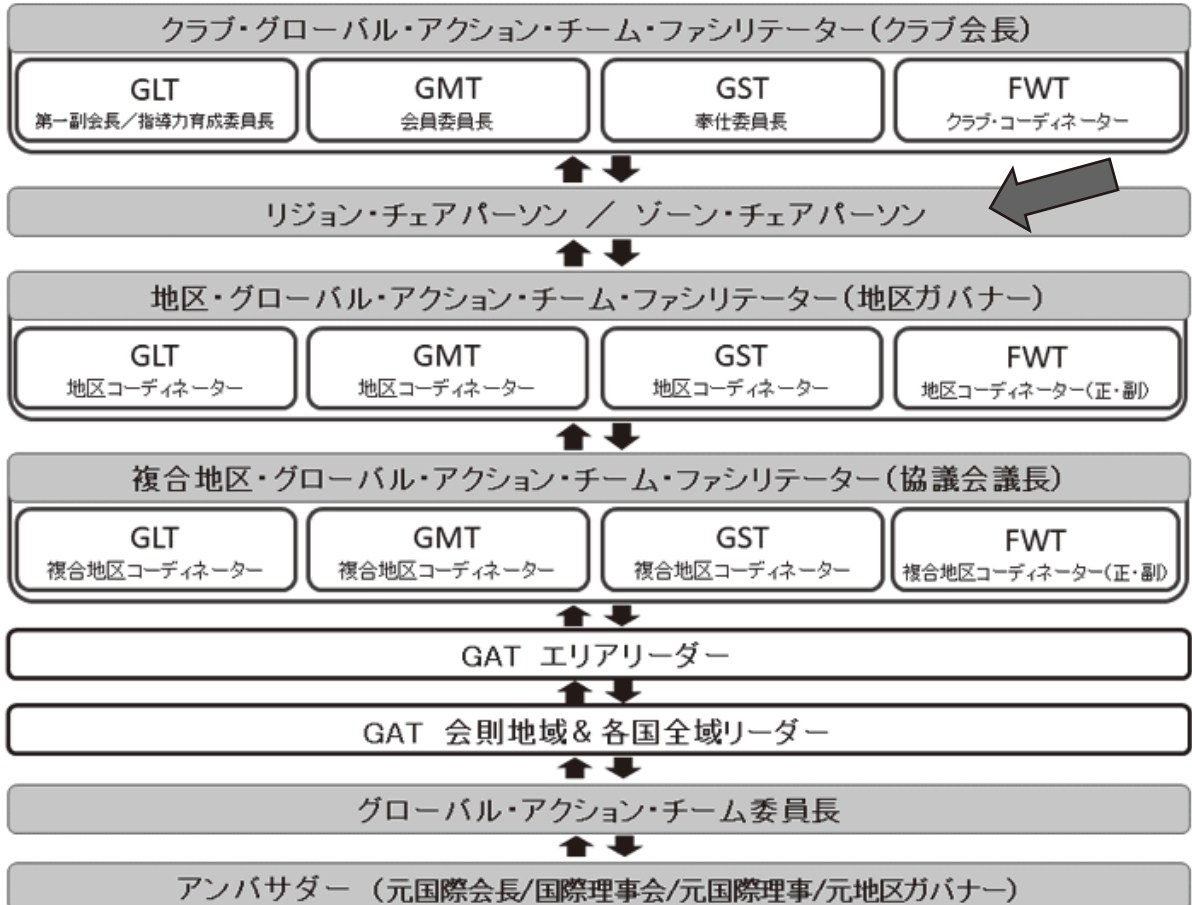 クラブ・グローバル・アクション・チーム・ファシリテーター(クラブ会長)
GLT
第一副会長/指導力育成委員長
GMT
会員委員長
GST
奉仕委員長
FWT
クラブ・コーディネーター
リジョン・チェアパーソン / ゾーン・チェアパーソン
地区・グローバル・アクション・チーム・ファシリテーター(地区ガバナー)
GLT
地区コーディネーター
GMT
地区コーディネーター
GST
地区コーディネーター
FWT
地区コーディネーター(正・副)
複合地区・グローバル・アクション・チーム・ファシリテーター(協議会議長)
GLT
複合地区コーディネーター
GMT
複合地区コーディネーター
GST
複合地区コーディネーター
FWT
複合地区コーディネーター(正・副)
GAT エリアリーダー
GAT 会則地域&各国全域リーダー
グローバル・アクション・チーム委員長
アンバサダー (元国際会長/国際理事会/元国際理事/元地区ガバナー)